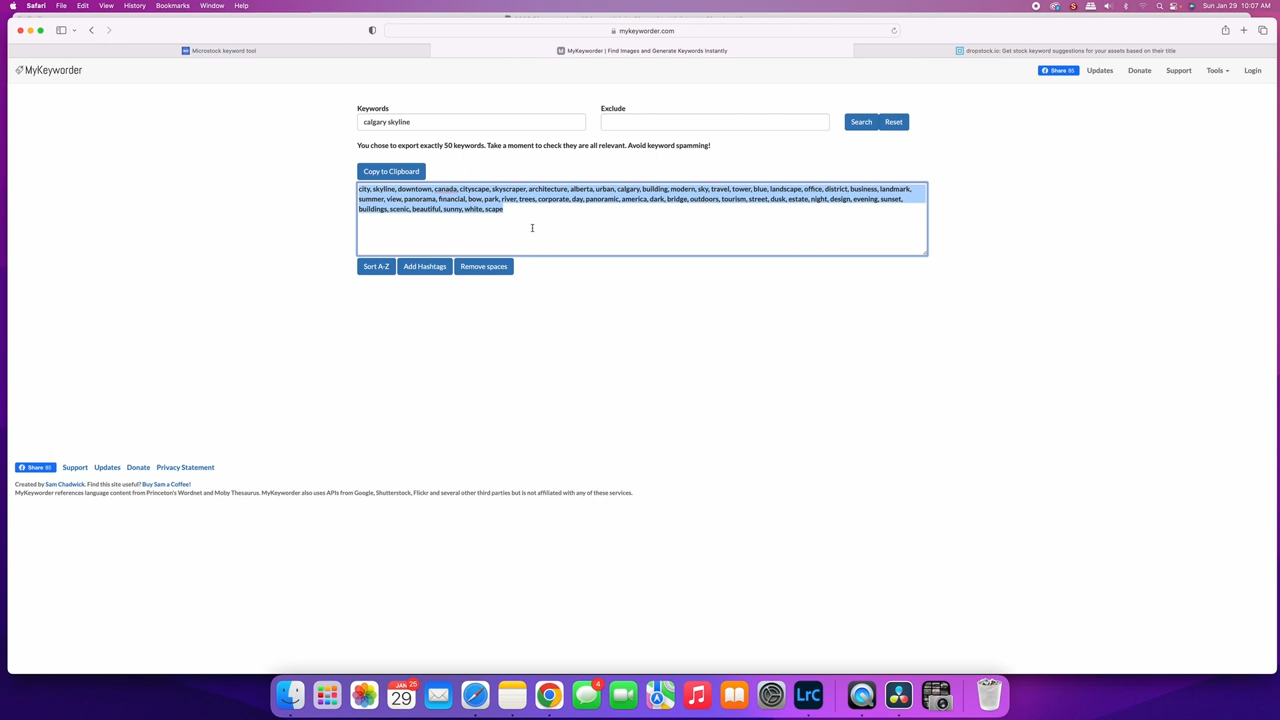 Safari File Edit View History Bookmarks Window Help
Sun Jan 29 10:07 AM
mykeyworder.com
Microstock keyword tool
MyKeyworder | Find Images and Generate Keywords Instantly
dropstock.io: Get stock keyword suggestions for your assets based on their title
MyKeyworder
Share 85
Updates
Donate
Support
Tools
Login
Keywords
Exclude
calgary skyline
Search
Reset
You chose to export exactly 50 keywords. Take a moment to check they are all relevant. Avoid keyword spamming!
Copy to Clipboard
city, skyline, downtown, canada, cityscape, skyscraper, architecture, alberta, urban, calgary, building, modern, sky, travel, tower, blue, landscape, office, district, business, landmark,
summer, view, panorama, financial, bow, park, river, trees, corporate, day, panoramic, america, dark, bridge, outdoors, tourism, street, dusk, estate, night, design, evening, sunset,
buildings, scenic, beautiful, sunny, white, scape
Sort A-Z
Add Hashtags
Remove spaces
Share 85
Support
Updates
Donate
Privacy Statement
Created by Sam Chadwick. Find this site useful? Buy Sam a Coffee!
MyKeyworder references language content from Princeton's Wordnet and Moby Thesaurus. MyKeyworder also uses APIs from Google, Shutterstock, Flickr and several other third parties but is not affiliated with any of these services.
JAN 25
29
4
LrC